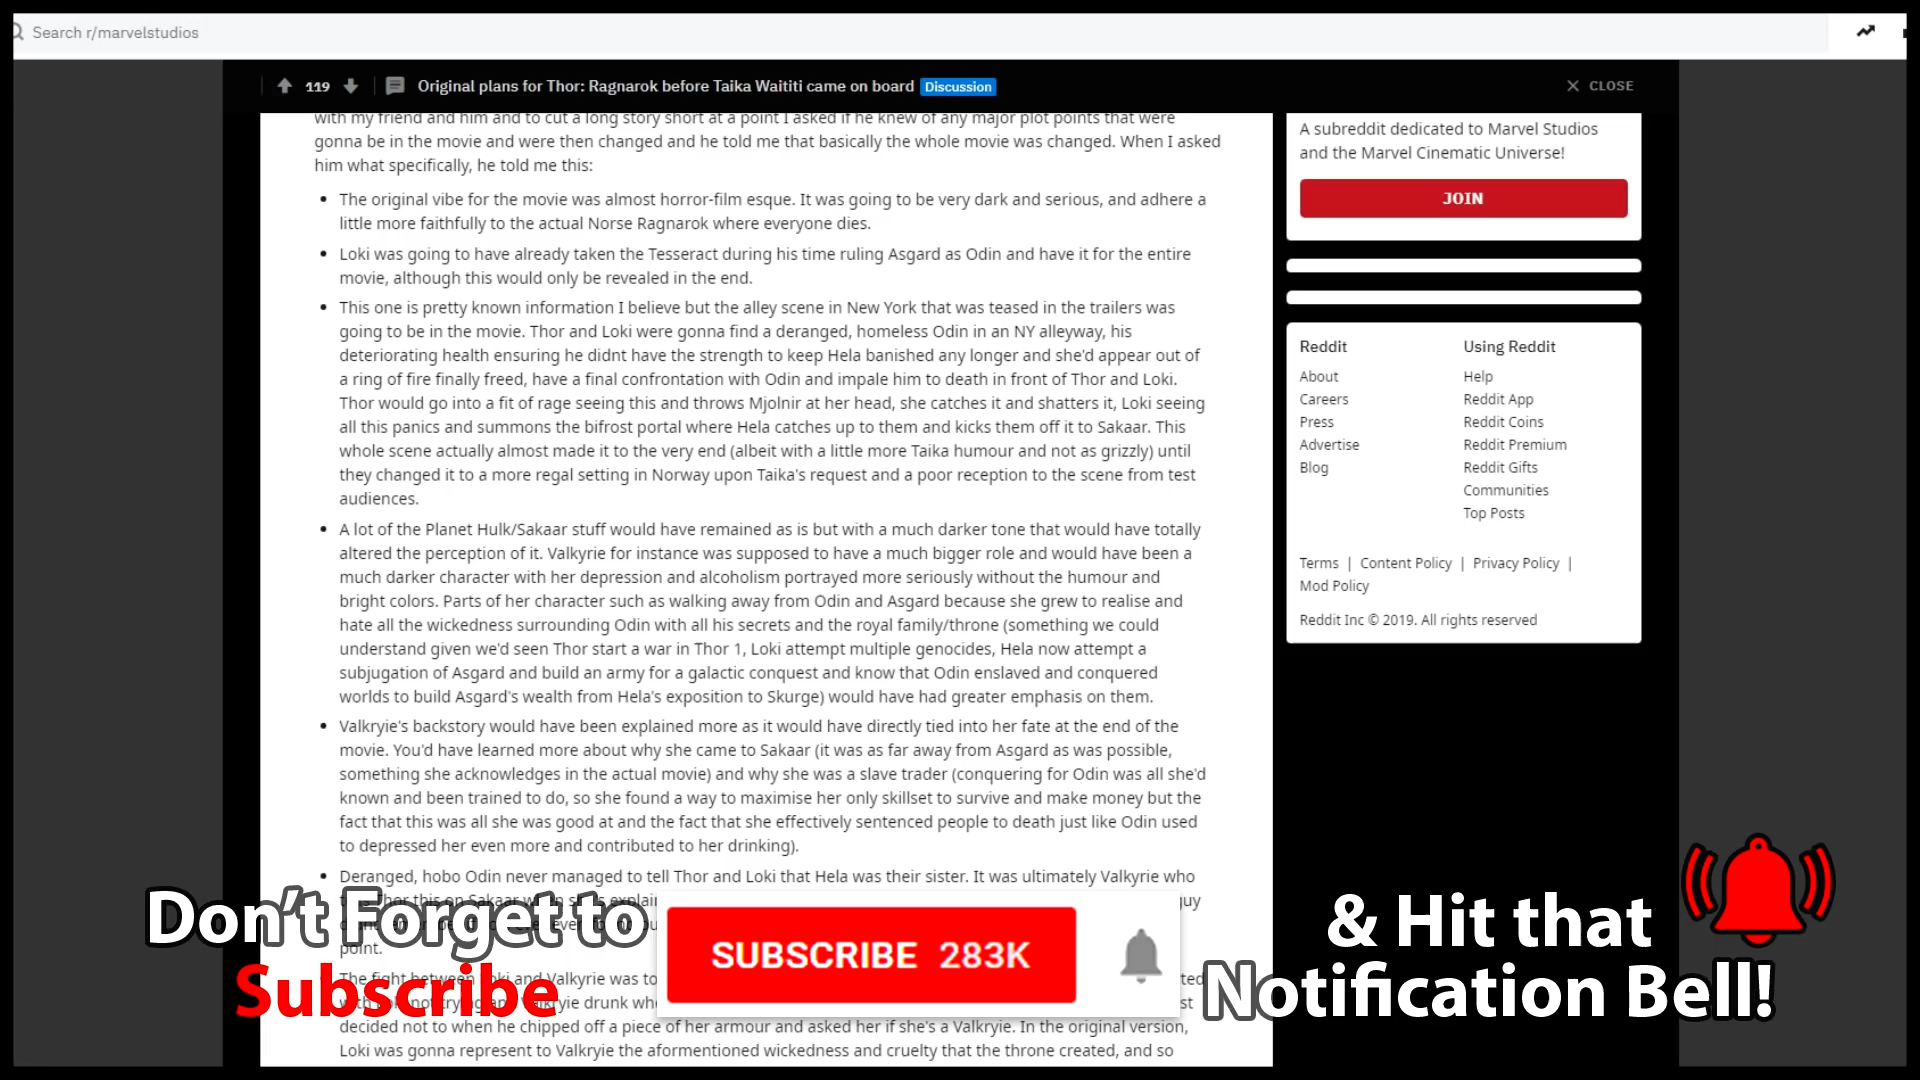 Search r/marvelstudios
119 Original plans for Thor: Ragnarok before Taika Waititi came on board Discussion
CLOSE
with my friend and him and to cut a long story short at a point I asked if he knew of any major plot points that were
gonna be in the movie and were then changed and he told me that basically the whole movie was changed. When I asked
him what specifically, he told me this:
The original vibe for the movie was almost horror-film esque. It was going to be very dark and serious, and adhere a
little more faithfully to the actual Norse Ragnarok where everyone dies.
Loki was going to have already taken the Tesseract during his time ruling Asgard as Odin and have it for the entire
movie, although this would only be revealed in the end.
This one is pretty known information I believe but the alley scene in New York that was teased in the trailers was
going to be in the movie. Thor and Loki were gonna find a deranged, homeless Odin in an NY alleyway, his
deteriorating health ensuring he didnt have the strength to keep Hela banished any longer and she'd appear out of
a ring of fire finally freed, have a final confrontation with Odin and impale him to death in front of Thor and Loki.
Thor would go into a fit of rage seeing this and throws Mjolnir at her head, she catches it and shatters it, Loki seeing
all this panics and summons the bifrost portal where Hela catches up to them and kicks them off it to Sakaar. This
whole scene actually almost made it to the very end (albeit with a little more Taika humour and not as grizzly) until
they changed it to a more regal setting in Norway upon Taika's request and a poor reception to the scene from test
audiences.
A lot of the Planet Hulk/Sakaar stuff would have remained as is but with a much darker tone that would have totally
altered the perception of it. Valkyrie for instance was supposed to have a much bigger role and would have been a
much darker character with her depression and alcoholism portrayed more seriously without the humour and
bright colors. Parts of her character such as walking away from Odin and Asgard because she grew to realise and
hate all the wickedness surrounding Odin with all his secrets and the royal family/throne (something we could
understand given we'd seen Thor start a war in Thor 1, Loki attempt multiple genocides, Hela now attempt a
subjugation of Asgard and build an army for a galactic conquest and know that Odin enslaved and conquered
worlds to build Asgard's wealth from Hela's exposition to Skurge) would have had greater emphasis on them.
Valkryie's backstory would have been explained more as it would have directly tied into her fate at the end of the
movie. You'd have learned more about why she came to Sakaar (it was as far away from Asgard as was possible,
something she acknowledges in the actual movie) and why she was a slave trader (conquering for Odin was all she'd
known and been trained to do, so she found a way to maximise her only skillset to survive and make money but the
fact that this was all she was good at and the fact that she effectively sentenced people to death just like Odin used
to depressed her even more and contributed to her drinking).
Deranged, hobo Odin never managed to tell Thor and Loki that Hela was their sister. It was ultimately Valkyrie who
Thor this on Sakaar
point.
The fight between Loki and Valkyrie was to
Valkryie drunk
decided not to when he chipped off a piece of her armour and asked her if she's a Valkryie. In the original version,
Loki was gonna represent to Valkryie the aformentioned wickedness and cruelty that the throne created, and so
A subreddit dedicated to Marvel Studios
and the Marvel Cinematic Universe!
JOIN
Reddit Using Reddit
About Help
Careers Reddit App
Press Reddit Coins
Advertise Reddit Premium
Blog Reddit Gifts
Communities
Top Posts
Terms | Content Policy | Privacy Policy |
Mod Policy
Reddit Inc © 2019. All rights reserved
Don't Forget to
Subscribe
SUBSCRIBE 283K
& Hit that
Notification Bell!